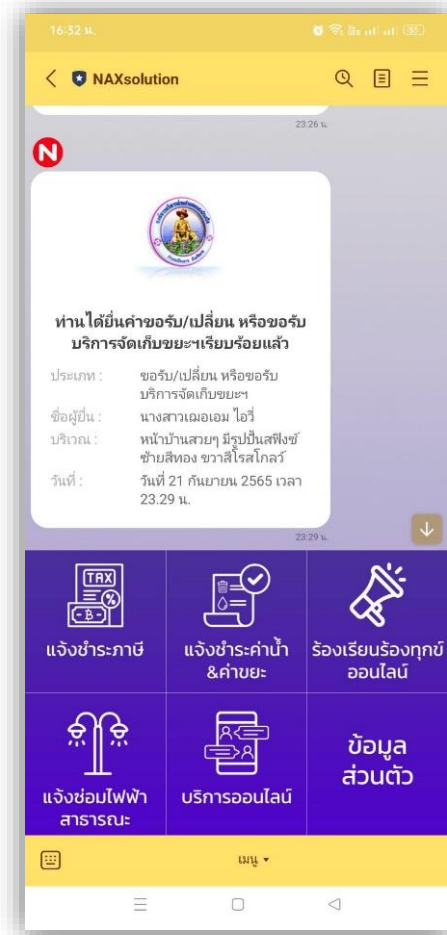 16:52 น.
53
NAXsolution
23:26 น.
N
ท่านได้ยื่นคำขอรับ/เปลี่ยน หรือขอรับ
บริการจัดเก็บขยะฯเรียบร้อยแล้ว
ประเภท : ขอรับ/เปลี่ยน หรือขอรับ
บริการจัดเก็บขยะฯ
ชื่อผู้ยื่น : นางสาวเฌอเอม ไอวี่
บริเวณ : หน้าบ้านสวยๆ มีรูปปั้นสฟิงซ์
ซ้ายสีทอง ขวาสีโรสโกลว์
วันที่ : วันที่ 21 กันยายน 2565 เวลา
23.29 น.
23:29 น.
TAX
แจ้งชำระภาษี
แจ้งชำระค่าน้ำ
&ค่าขยะ
ร้องเรียนร้องทุกข์
ออนไลน์
แจ้งซ่อมไฟฟ้า
สาธารณะ
บริการออนไลน์
ข้อมูล
ส่วนตัว
เมนู